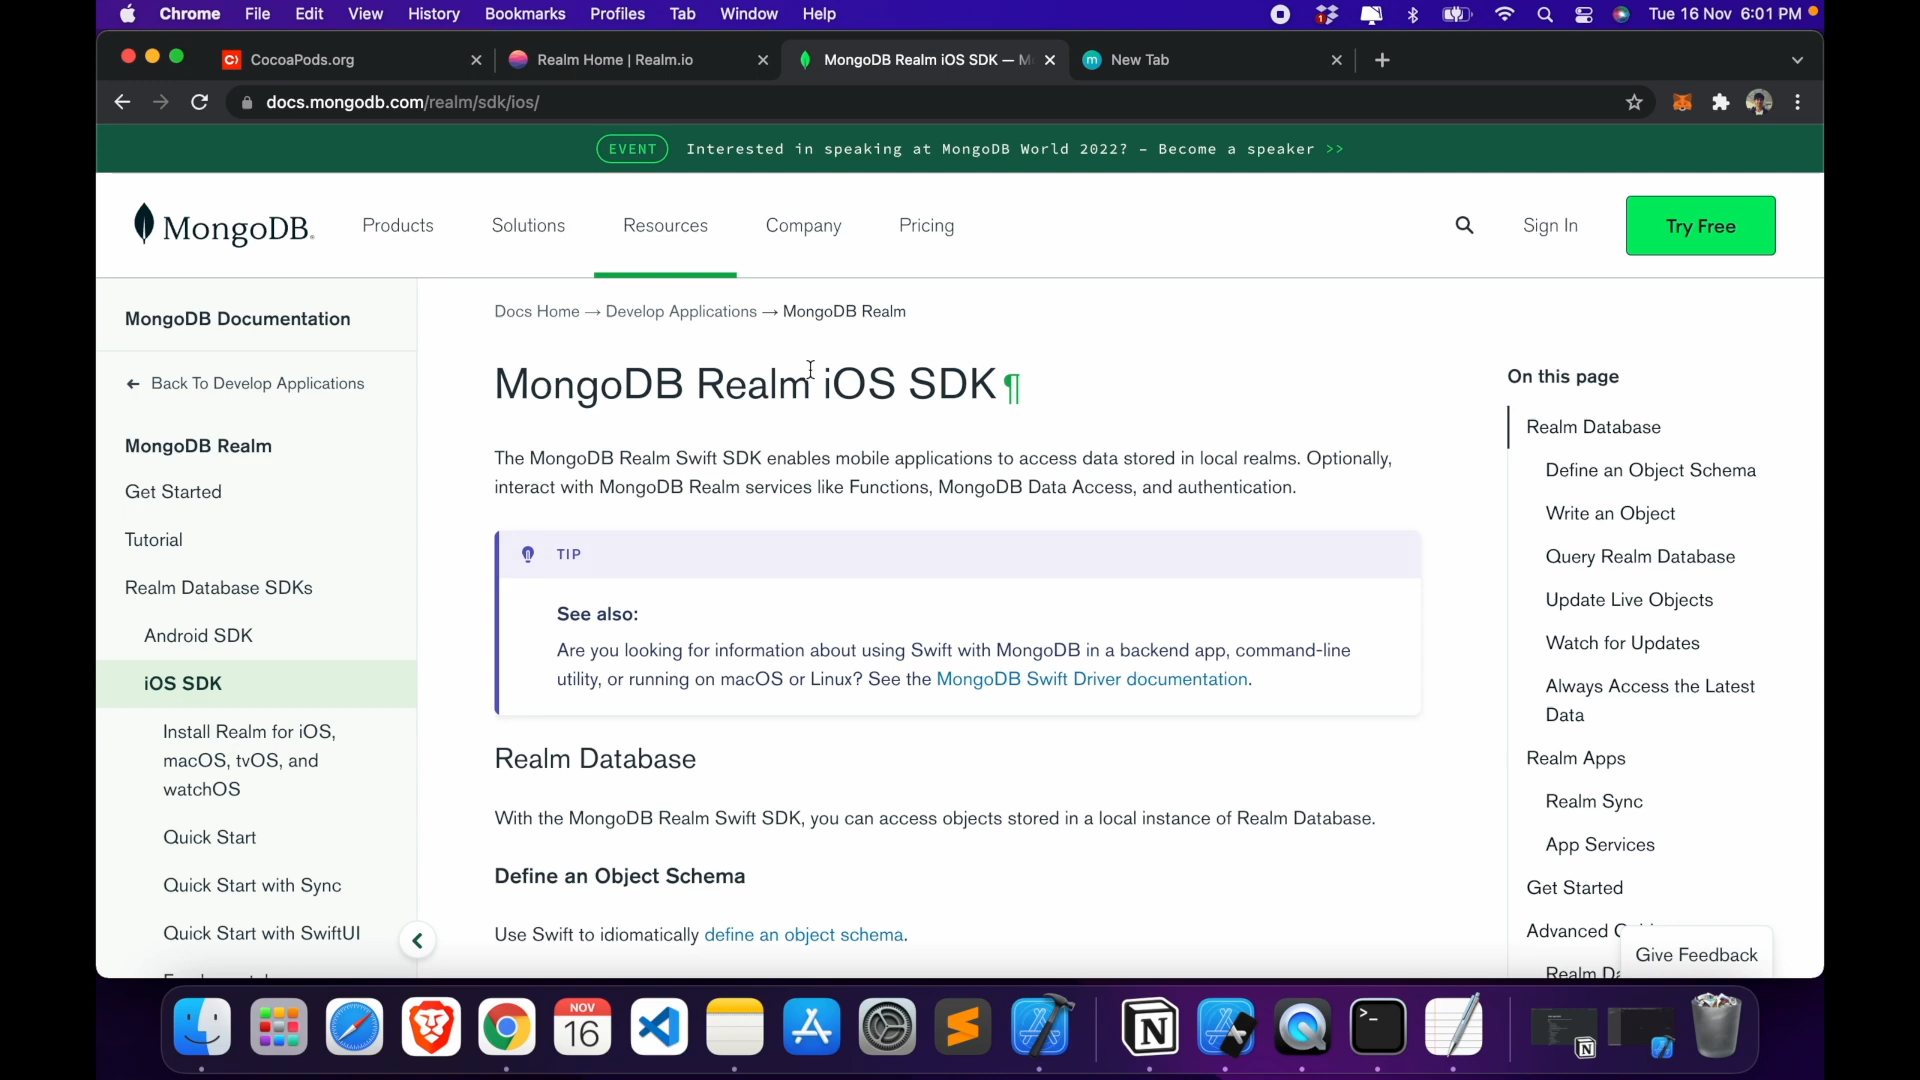 Chrome File Edit View History Bookmarks Profiles Tab Window Help
1
Tue 16 Nov 6:01 PM
CocoaPods.org
Realm Home | Realm.io
MongoDB Realm iOS SDK — M
m New Tab
docs.mongodb.com/realm/sdk/ios/
EVENT Interested in speaking at MongoDB World 2022? – Become a speaker >>
MongoDB.
Products Solutions Resources Company Pricing
Sign In
Try Free
MongoDB Documentation
← Back To Develop Applications
MongoDB Realm
Get Started
Tutorial
Realm Database SDKs
Android SDK
iOS SDK
Install Realm for iOS,
macOS, tvOS, and
watchOS
Quick Start
Quick Start with Sync
Quick Start with SwiftUI
Docs Home → Develop Applications → MongoDB Realm
MongoDB Realm iOS SDK¶
The MongoDB Realm Swift SDK enables mobile applications to access data stored in local realms. Optionally,
interact with MongoDB Realm services like Functions, MongoDB Data Access, and authentication.
TIP
See also:
Are you looking for information about using Swift with MongoDB in a backend app, command-line
utility, or running on macOS or Linux? See the MongoDB Swift Driver documentation.
Realm Database
With the MongoDB Realm Swift SDK, you can access objects stored in a local instance of Realm Database.
Define an Object Schema
Use Swift to idiomatically define an object schema.
On this page
Realm Database
Define an Object Schema
Write an Object
Query Realm Database
Update Live Objects
Watch for Updates
Always Access the Latest
Data
Realm Apps
Realm Sync
App Services
Get Started
Advanced
Realm
Give Feedback
NOV
16